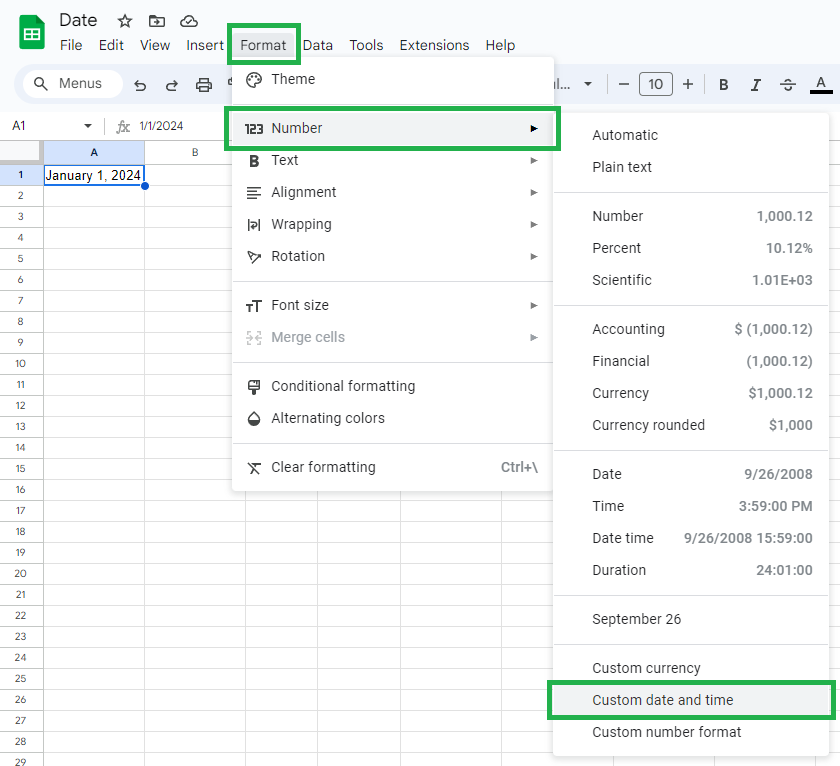 Date
File Edit View Insert Format Data Tools Extensions Help
Menus
10 B I A
A1 fx 1/1/2024
A B
1 January 1, 2024
2
3
4
5
6
7
8
9
10
11
12
13
14
15
16
17
18
19
20
21
22
23
24
25
26
27
28
29
Theme
123 Number
B Text
Alignment
Wrapping
Rotation
Font size
Merge cells
Conditional formatting
Alternating colors
Clear formatting Ctrl+\
Automatic
Plain text
Number 1,000.12
Percent 10.12%
Scientific 1.01E+03
Accounting $ (1,000.12)
Financial (1,000.12)
Currency $1,000.12
Currency rounded $1,000
Date 9/26/2008
Time 3:59:00 PM
Date time 9/26/2008 15:59:00
Duration 24:01:00
September 26
Custom currency
Custom date and time
Custom number format